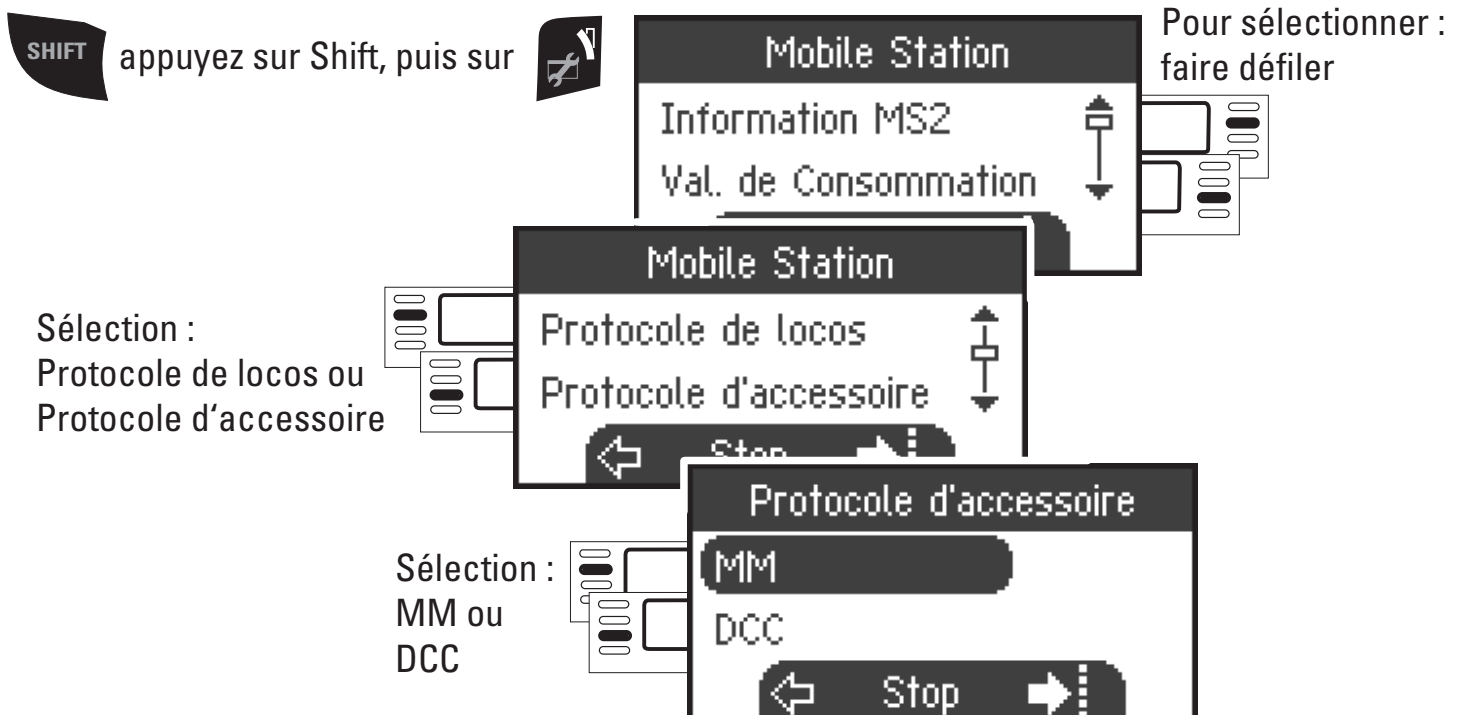 SHIFT
appuyez sur Shift, puis sur
Pour sélectionner :
faire défiler
Mobile Station
Information MS2
Val. de Consommation
Mobile Station
Protocole de locos
Protocole d'accessoire
Stop
Sélection :
Protocole de locos ou
Protocole d‘accessoire
Protocole d'accessoire
MM
DCC
Stop
Sélection :
MM ou
DCC